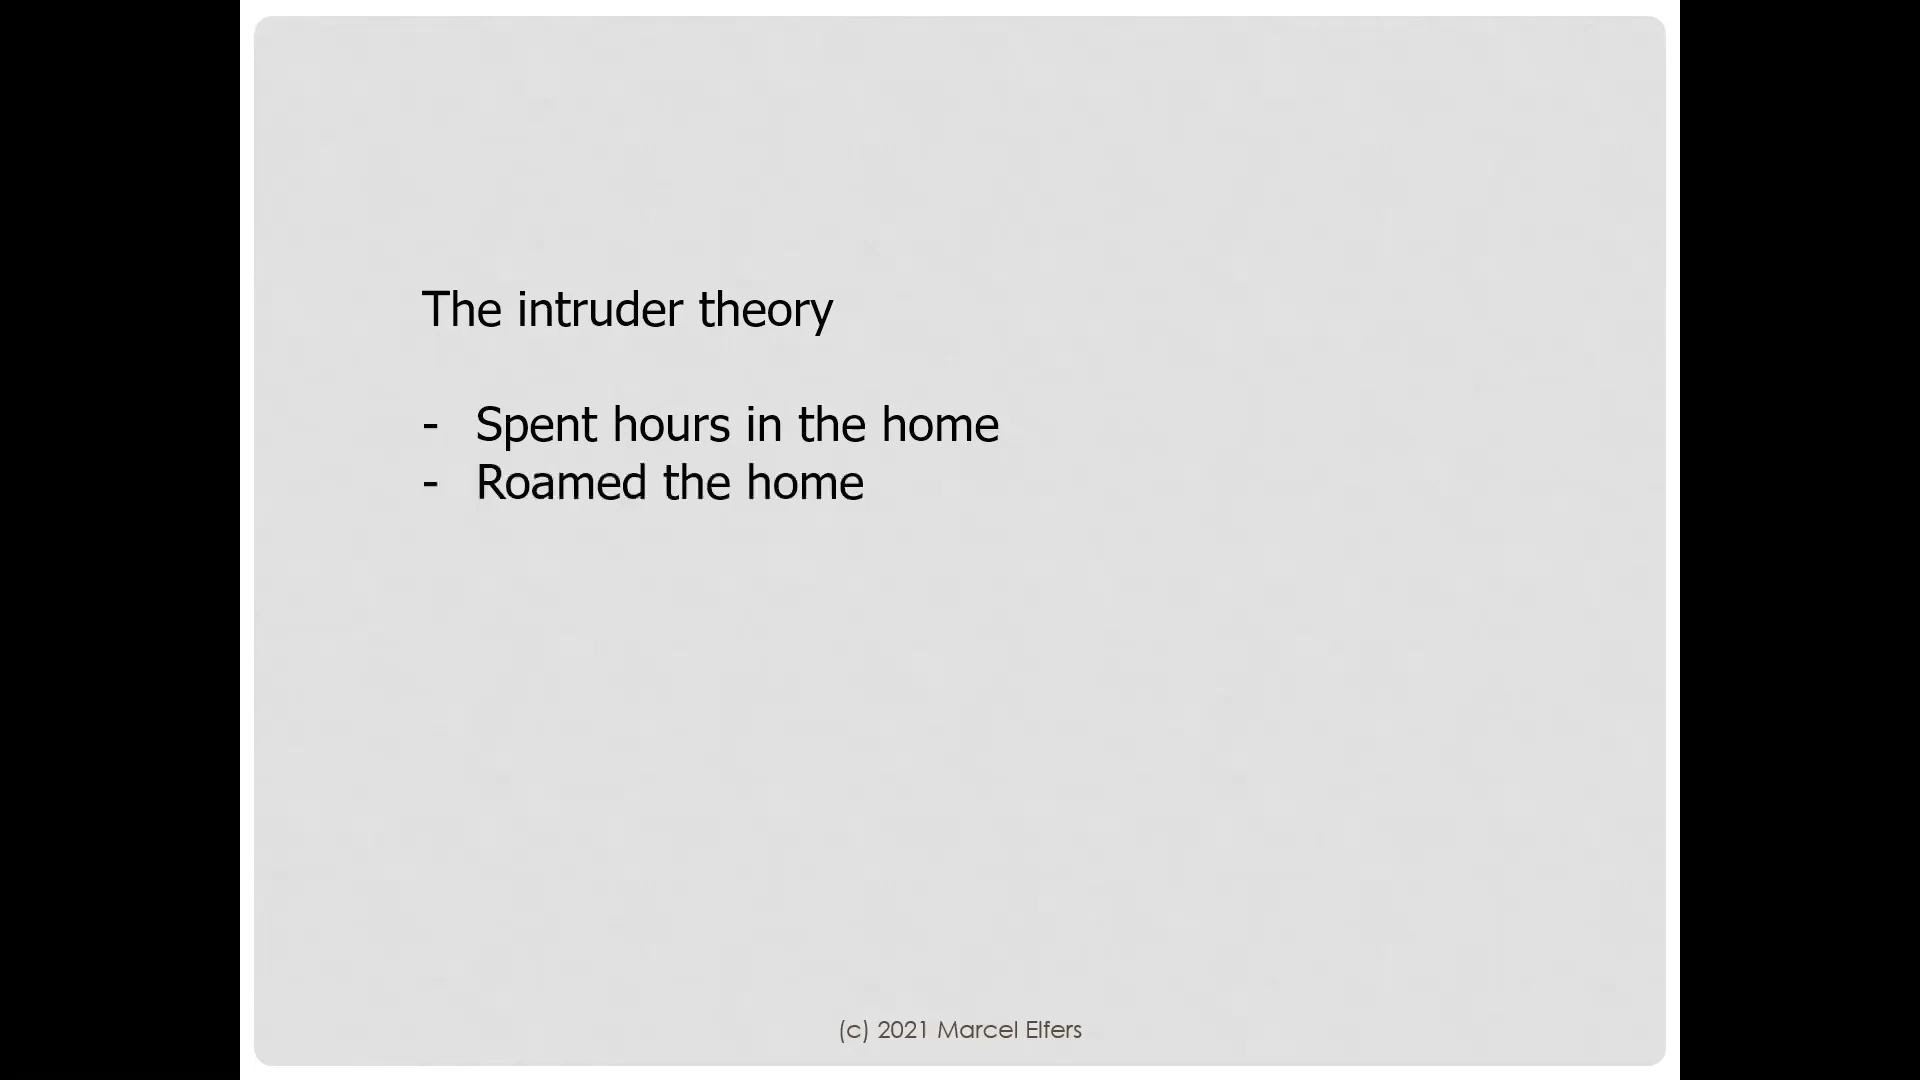 The intruder theory
- Spent hours in the home
- Roamed the home
(c) 2021 Marcel Elfers